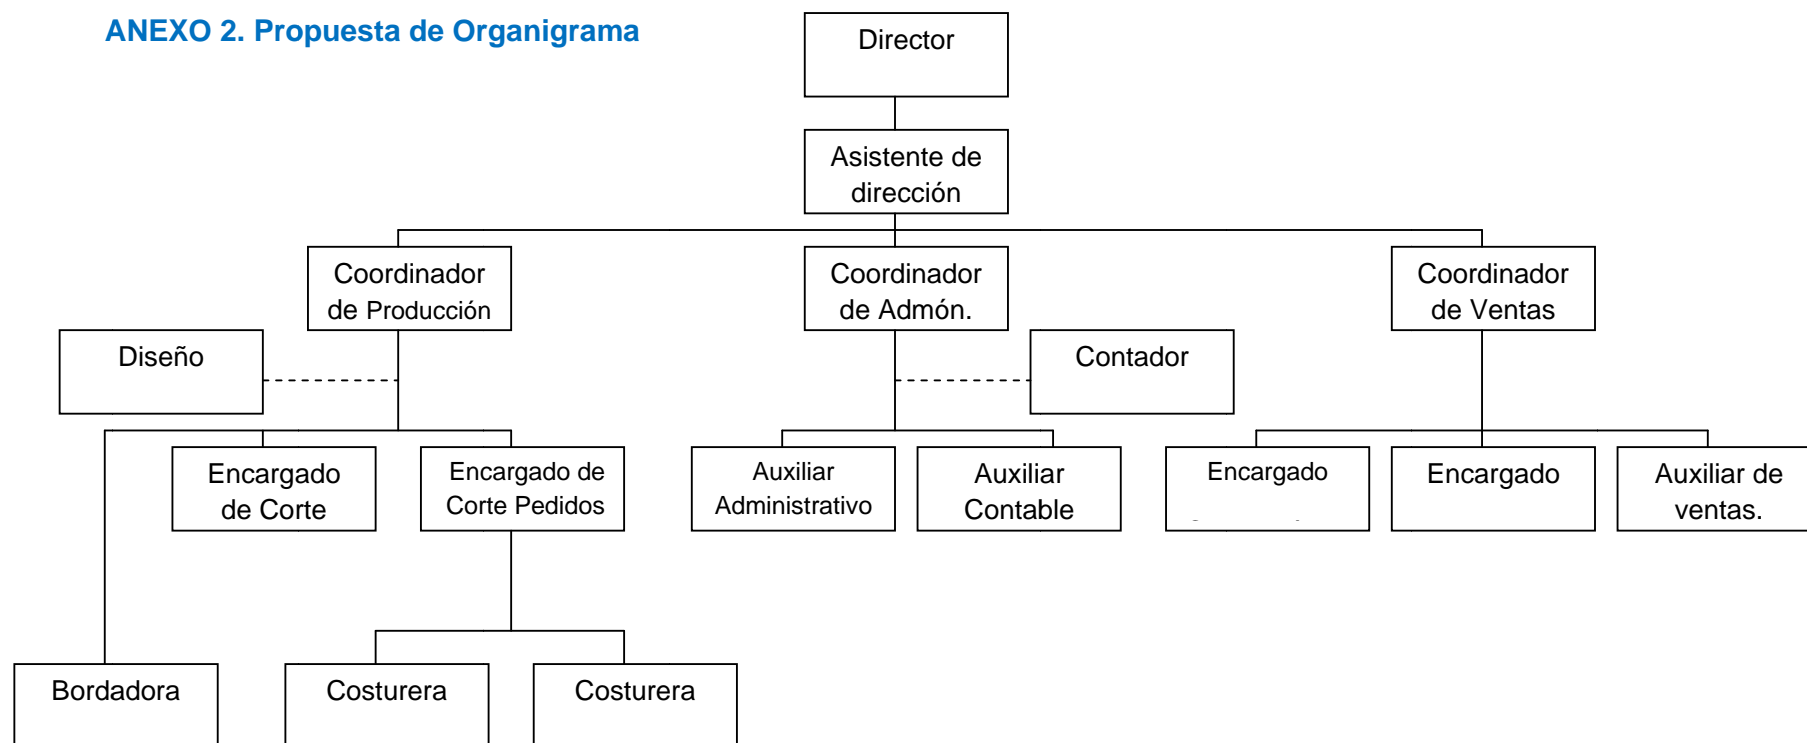 ANEXO 2. Propuesta de Organigrama
Director
Asistente de
dirección
Coordinador
de Producción
Coordinador
de Admón.
Coordinador
de Ventas
Diseño
Contador
Encargado
de Corte
Encargado de
Corte Pedidos
Auxiliar
Administrativo
Auxiliar
Contable
Encargado
Encargado
Auxiliar de
ventas.
Bordadora
Costurera
Costurera